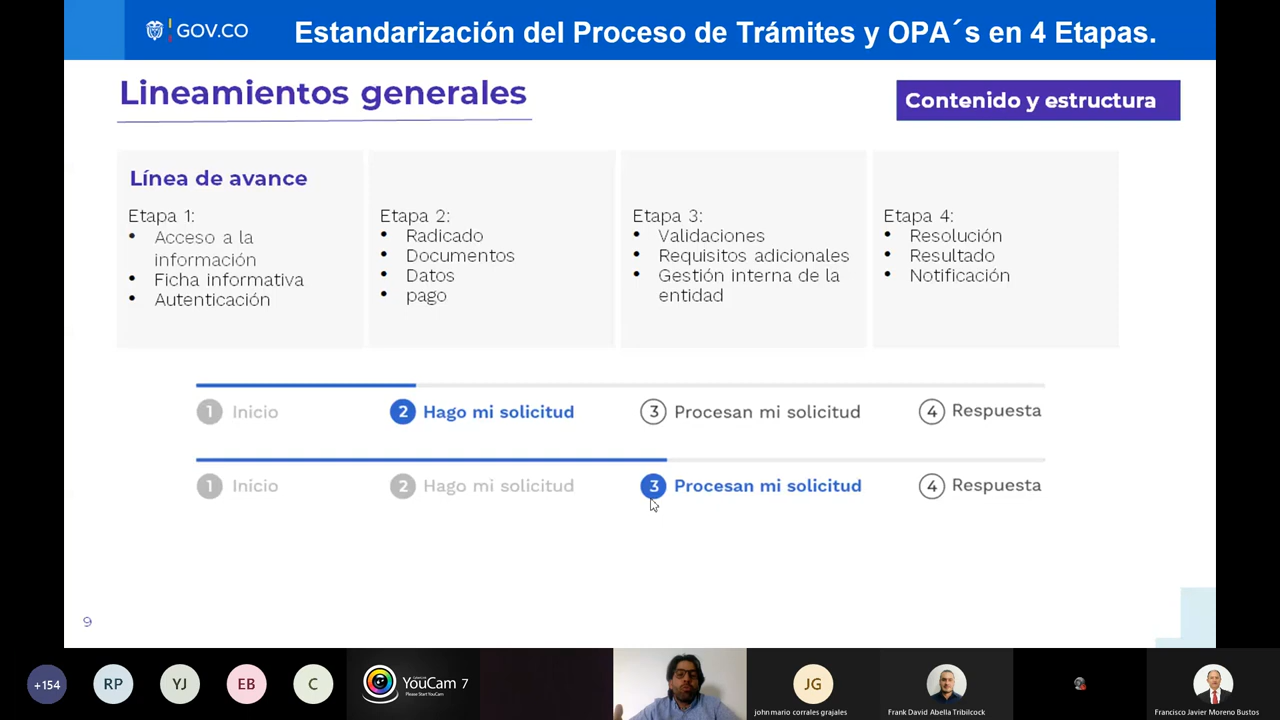 GOV.CO
Estandarización del Proceso de Trámites y OPA´s en 4 Etapas.
Lineamientos generales
Contenido y estructura
Línea de avance
Etapa 1:
• Acceso a la
información
• Ficha informativa
• Autenticación
Etapa 2:
• Radicado
• Documentos
• Datos
• pago
Etapa 3:
• Validaciones
• Requisitos adicionales
• Gestión interna de la
entidad
Etapa 4:
• Resolución
• Resultado
• Notificación
1 Inicio 2 Hago mi solicitud 3 Procesan mi solicitud 4 Respuesta
1 Inicio 2 Hago mi solicitud 3 Procesan mi solicitud 4 Respuesta
9
+154 RP YJ EB C
YouCam 7
Please Start YouCam
JG
john mario corrales grajales
Frank David Abella Tribilcock
Francisco Javier Moreno Bustos